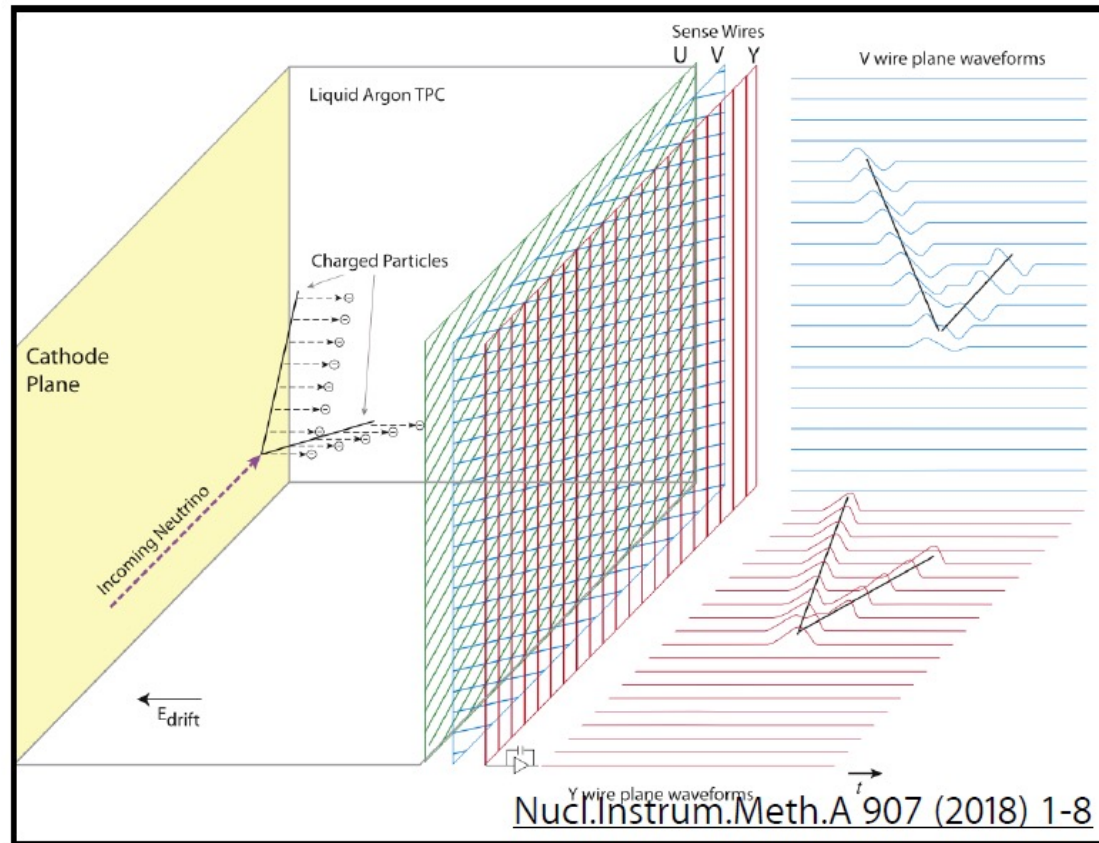 Sense Wires
U V Y
V wire plane waveforms
Liquid Argon TPC
Charged Particles
Cathode
Plane
Incoming Neutrino
Edrift
t
Y wire plane waveforms
Nucl.Instrum.Meth.A 907 (2018) 1-8